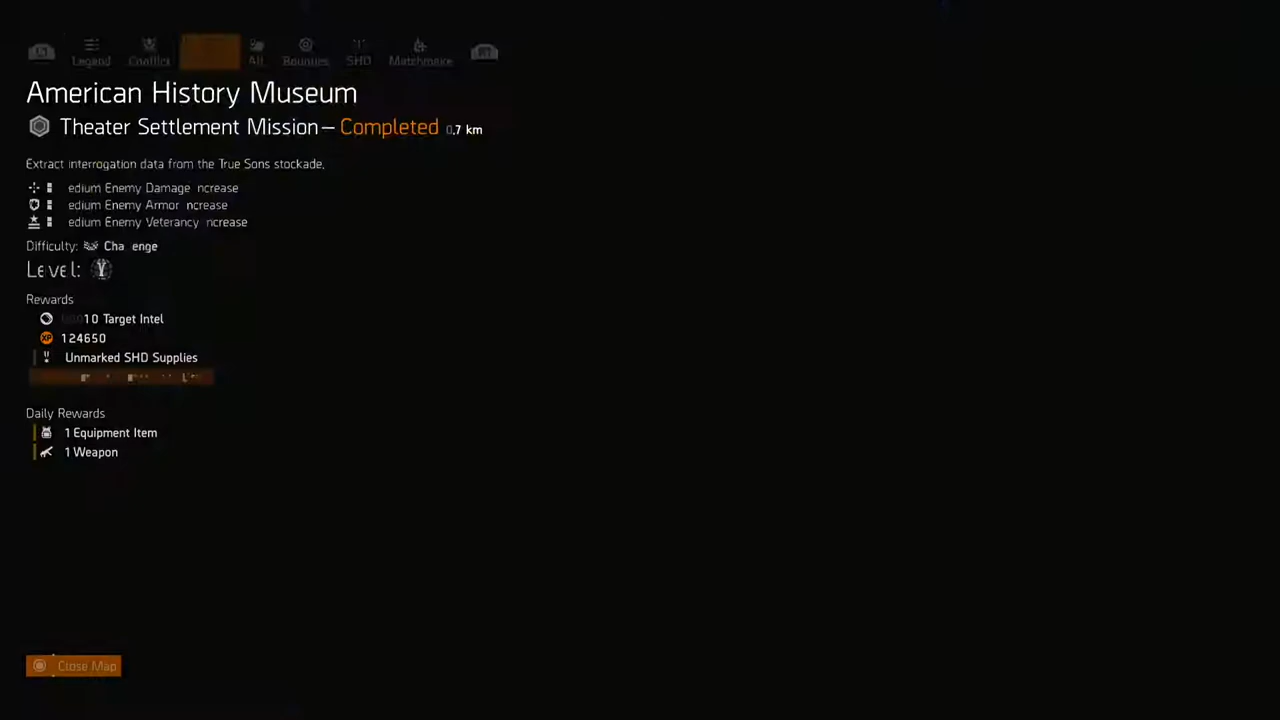 Legend Conflict All Bounties SHD Matchmake
American History Museum
Theater Settlement Mission – Completed 0.7 km
Extract interrogation data from the True Sons stockade.
edium Enemy Damage ncrease
edium Enemy Armor ncrease
edium Enemy Veterancy ncrease
Difficulty: Cha enge
Level:
Rewards
10 Target Intel
XP 124650
Unmarked SHD Supplies
Daily Rewards
1 Equipment Item
1 Weapon
Close Map